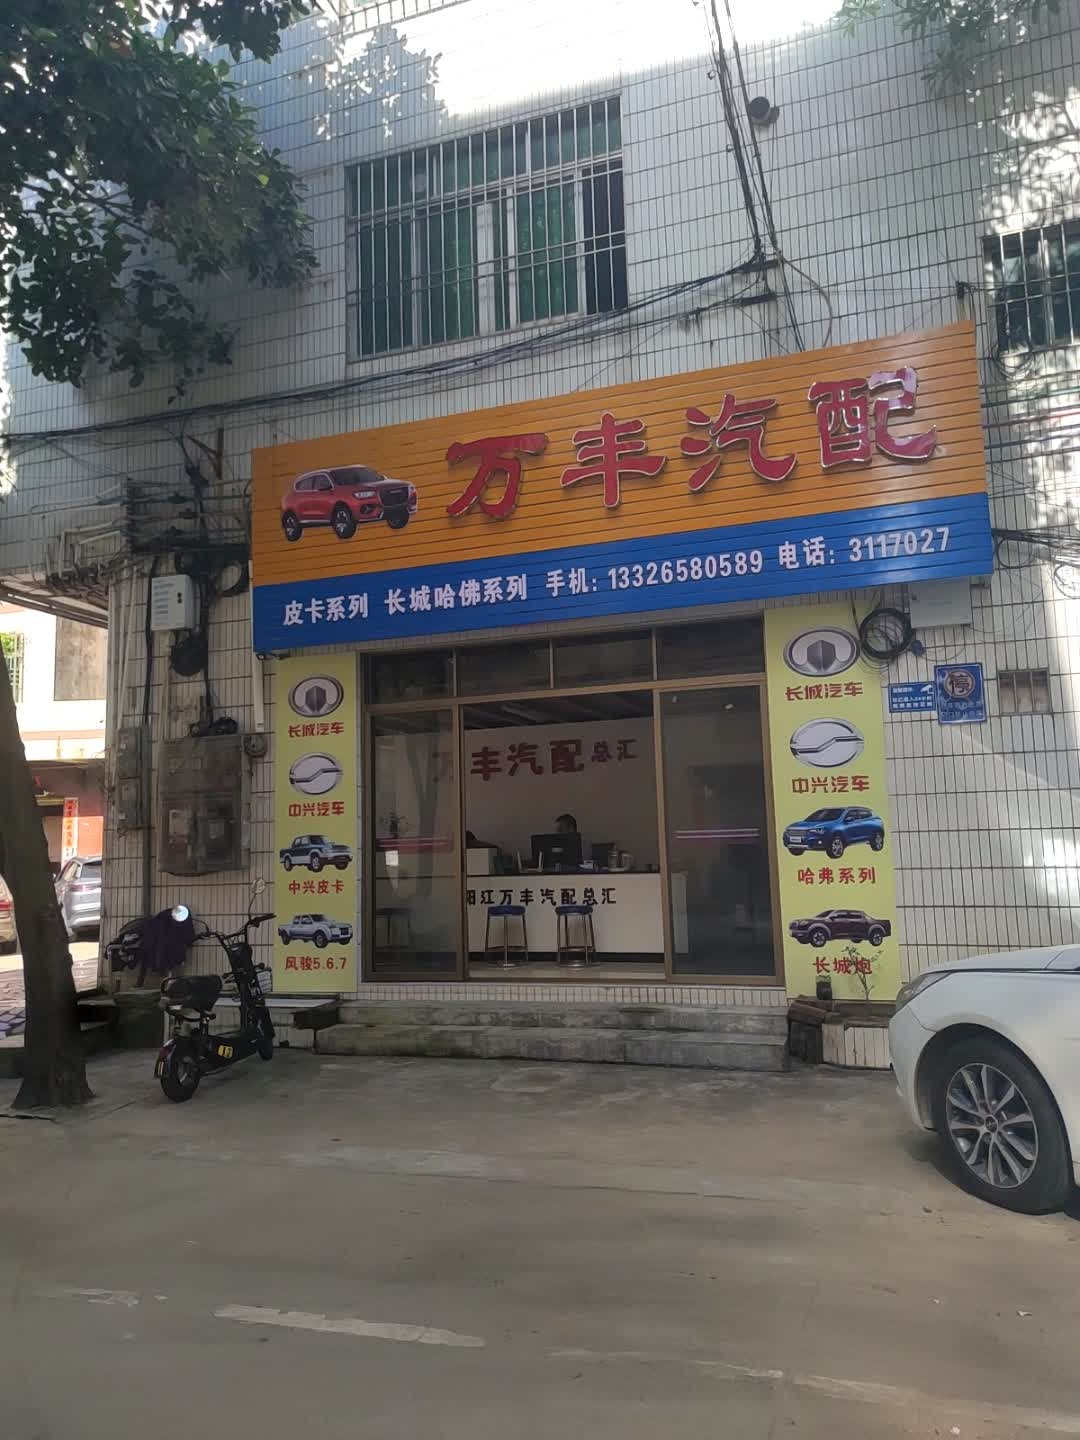 万丰汽配
皮卡系列 长城哈佛系列 手机: 13326580589 电话: 3117027
长城汽车
中兴汽车
中兴皮卡
风骏5.6.7
丰汽配总汇
阳江万丰汽配总汇
长城汽车
中兴汽车
哈弗系列
长城炮
停